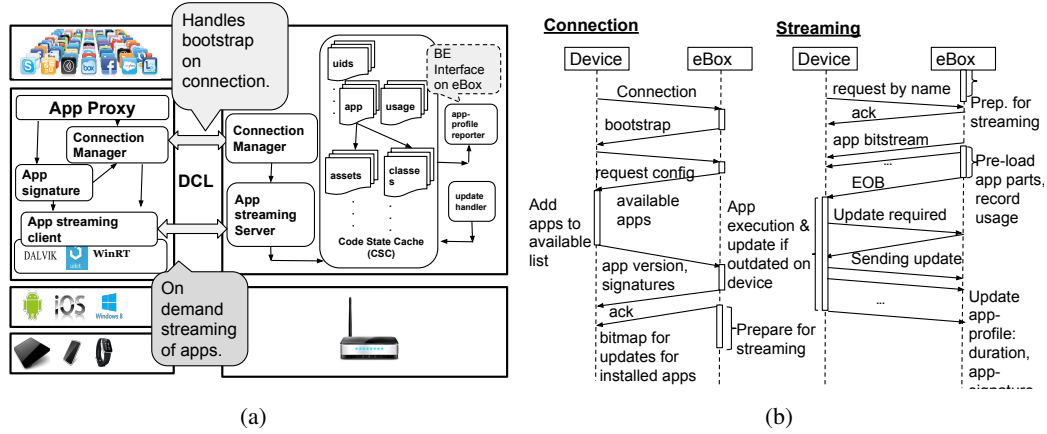 Handles
bootstrap
on
connection.
uids
app
usage
BE
Interface
on eBox
app-
profile
reporter
assets
classe
s
update
handler
Code State Cache
(CSC)
App Proxy
Connection
Manager
App
signature
App streaming
client
DALVIK
WinRT
DCL
Connection
Manager
App
streaming
Server
On
demand
streaming
of apps.
iOS
Windows 8
(a)
Connection
Device
eBox
Connection
bootstrap
request config
available
apps
Add
apps to
available
list
app version,
signatures
ack
bitmap for
updates for
installed apps
Prepare for
streaming
Streaming
Device
eBox
request by name
ack
Prep. for
streaming
app bitstream
...
EOB
Pre-load
app parts,
record
usage
App
execution &
update if
outdated on
device
Update required
Sending update
...
Update
app-
profile:
duration,
app-
signature
(b)